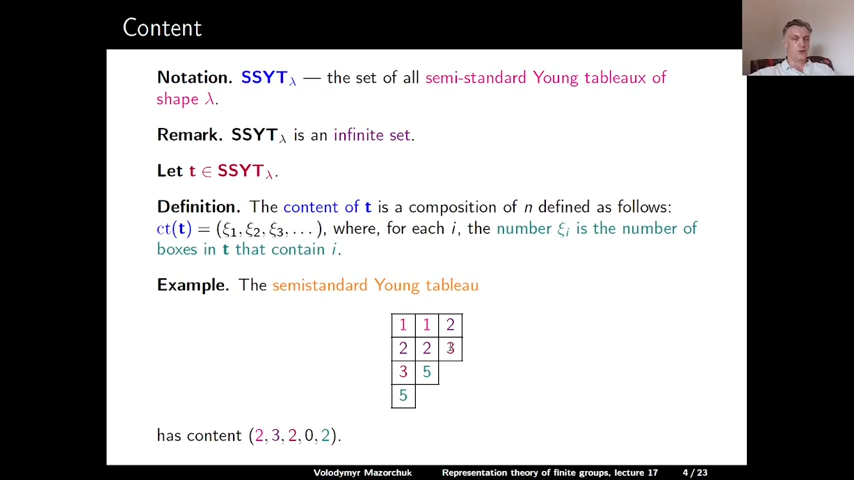 Content
Notation. SSYTλ — the set of all semi-standard Young tableaux of
shape λ.
Remark. SSYTλ is an infinite set.
Let t ∈ SSYTλ.
Definition. The content of t is a composition of n defined as follows:
ct(t) = (ξ1, ξ2, ξ3, . . . ), where, for each i, the number ξi is the number of
boxes in t that contain i.
Example. The semistandard Young tableau
1 1 2
2 2 3
3 5
5
has content (2, 3, 2, 0, 2).
Volodymyr Mazorchuk Representation theory of finite groups, lecture 17 4 / 23